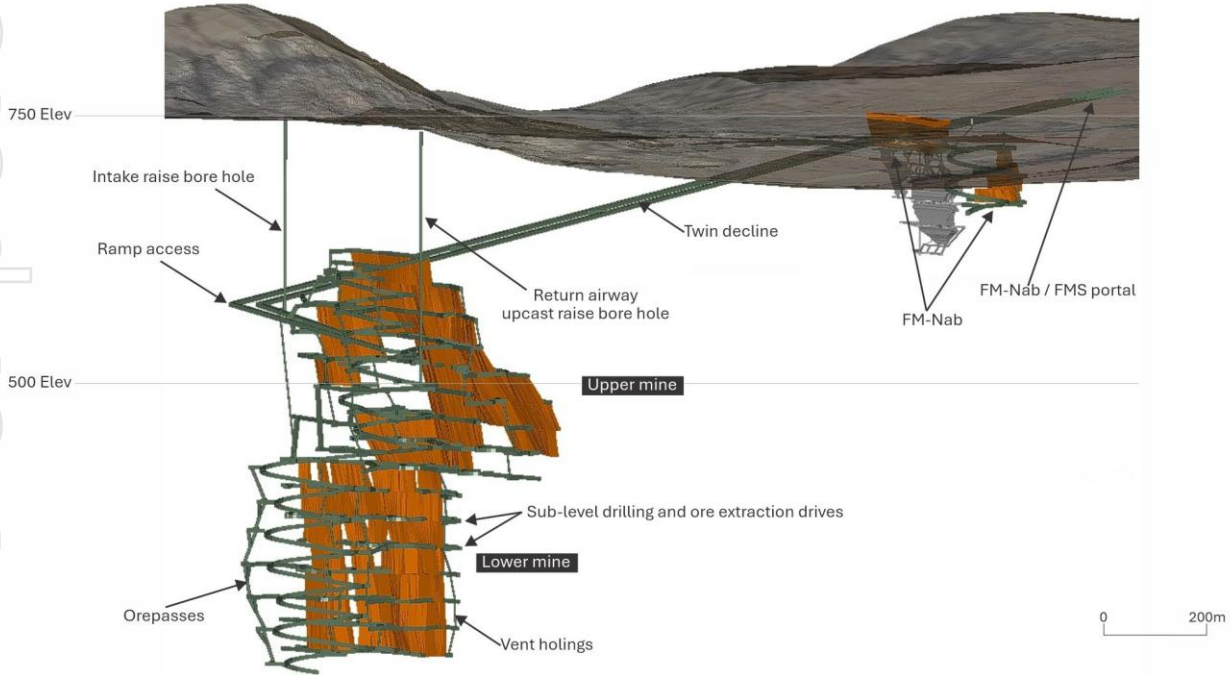 750 Elev
Intake raise bore hole
Ramp access
Twin decline
Return airway
upcast raise bore hole
FM-Nab / FMS portal
FM-Nab
500 Elev
Upper mine
Sub-level drilling and ore extraction drives
Lower mine
Orepasses
Vent holings
0
200m